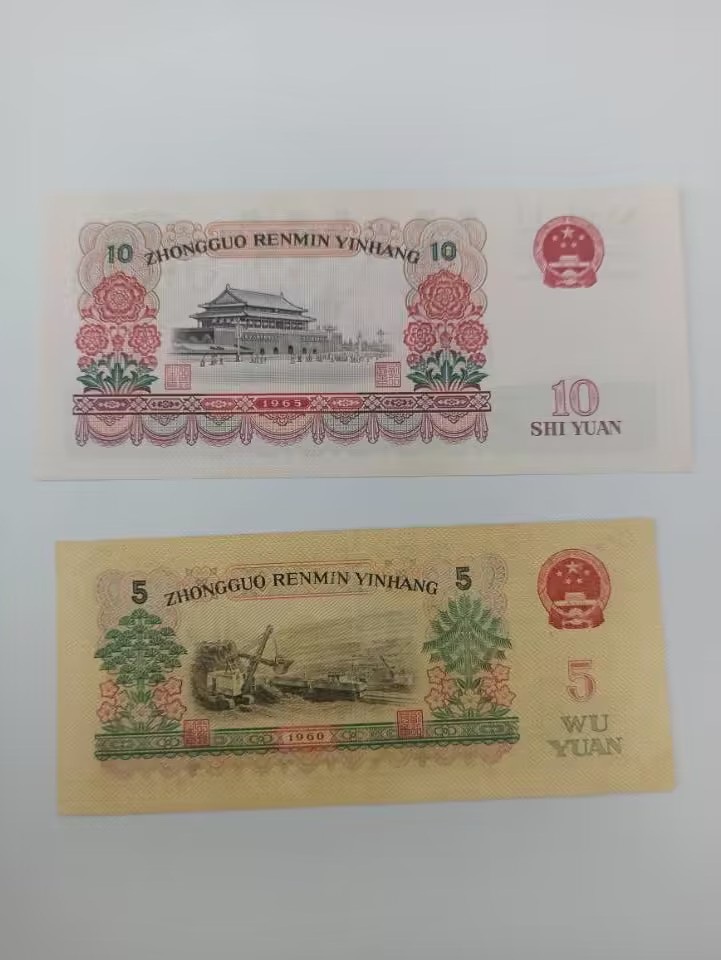 10 ZHONGGUO RENMIN YINHANG 10
1965
10
SHI YUAN
5 ZHONGGUO RENMIN YINHANG 5
1960
5
WU
YUAN